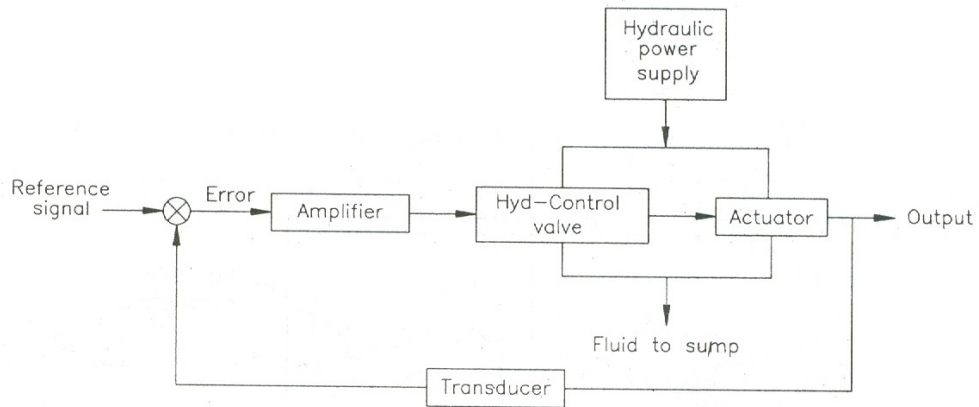 Hydraulic
power
supply
Reference
signal
Error
Amplifier
Hyd-Control
valve
Actuator
Output
Fluid to sump
Transducer